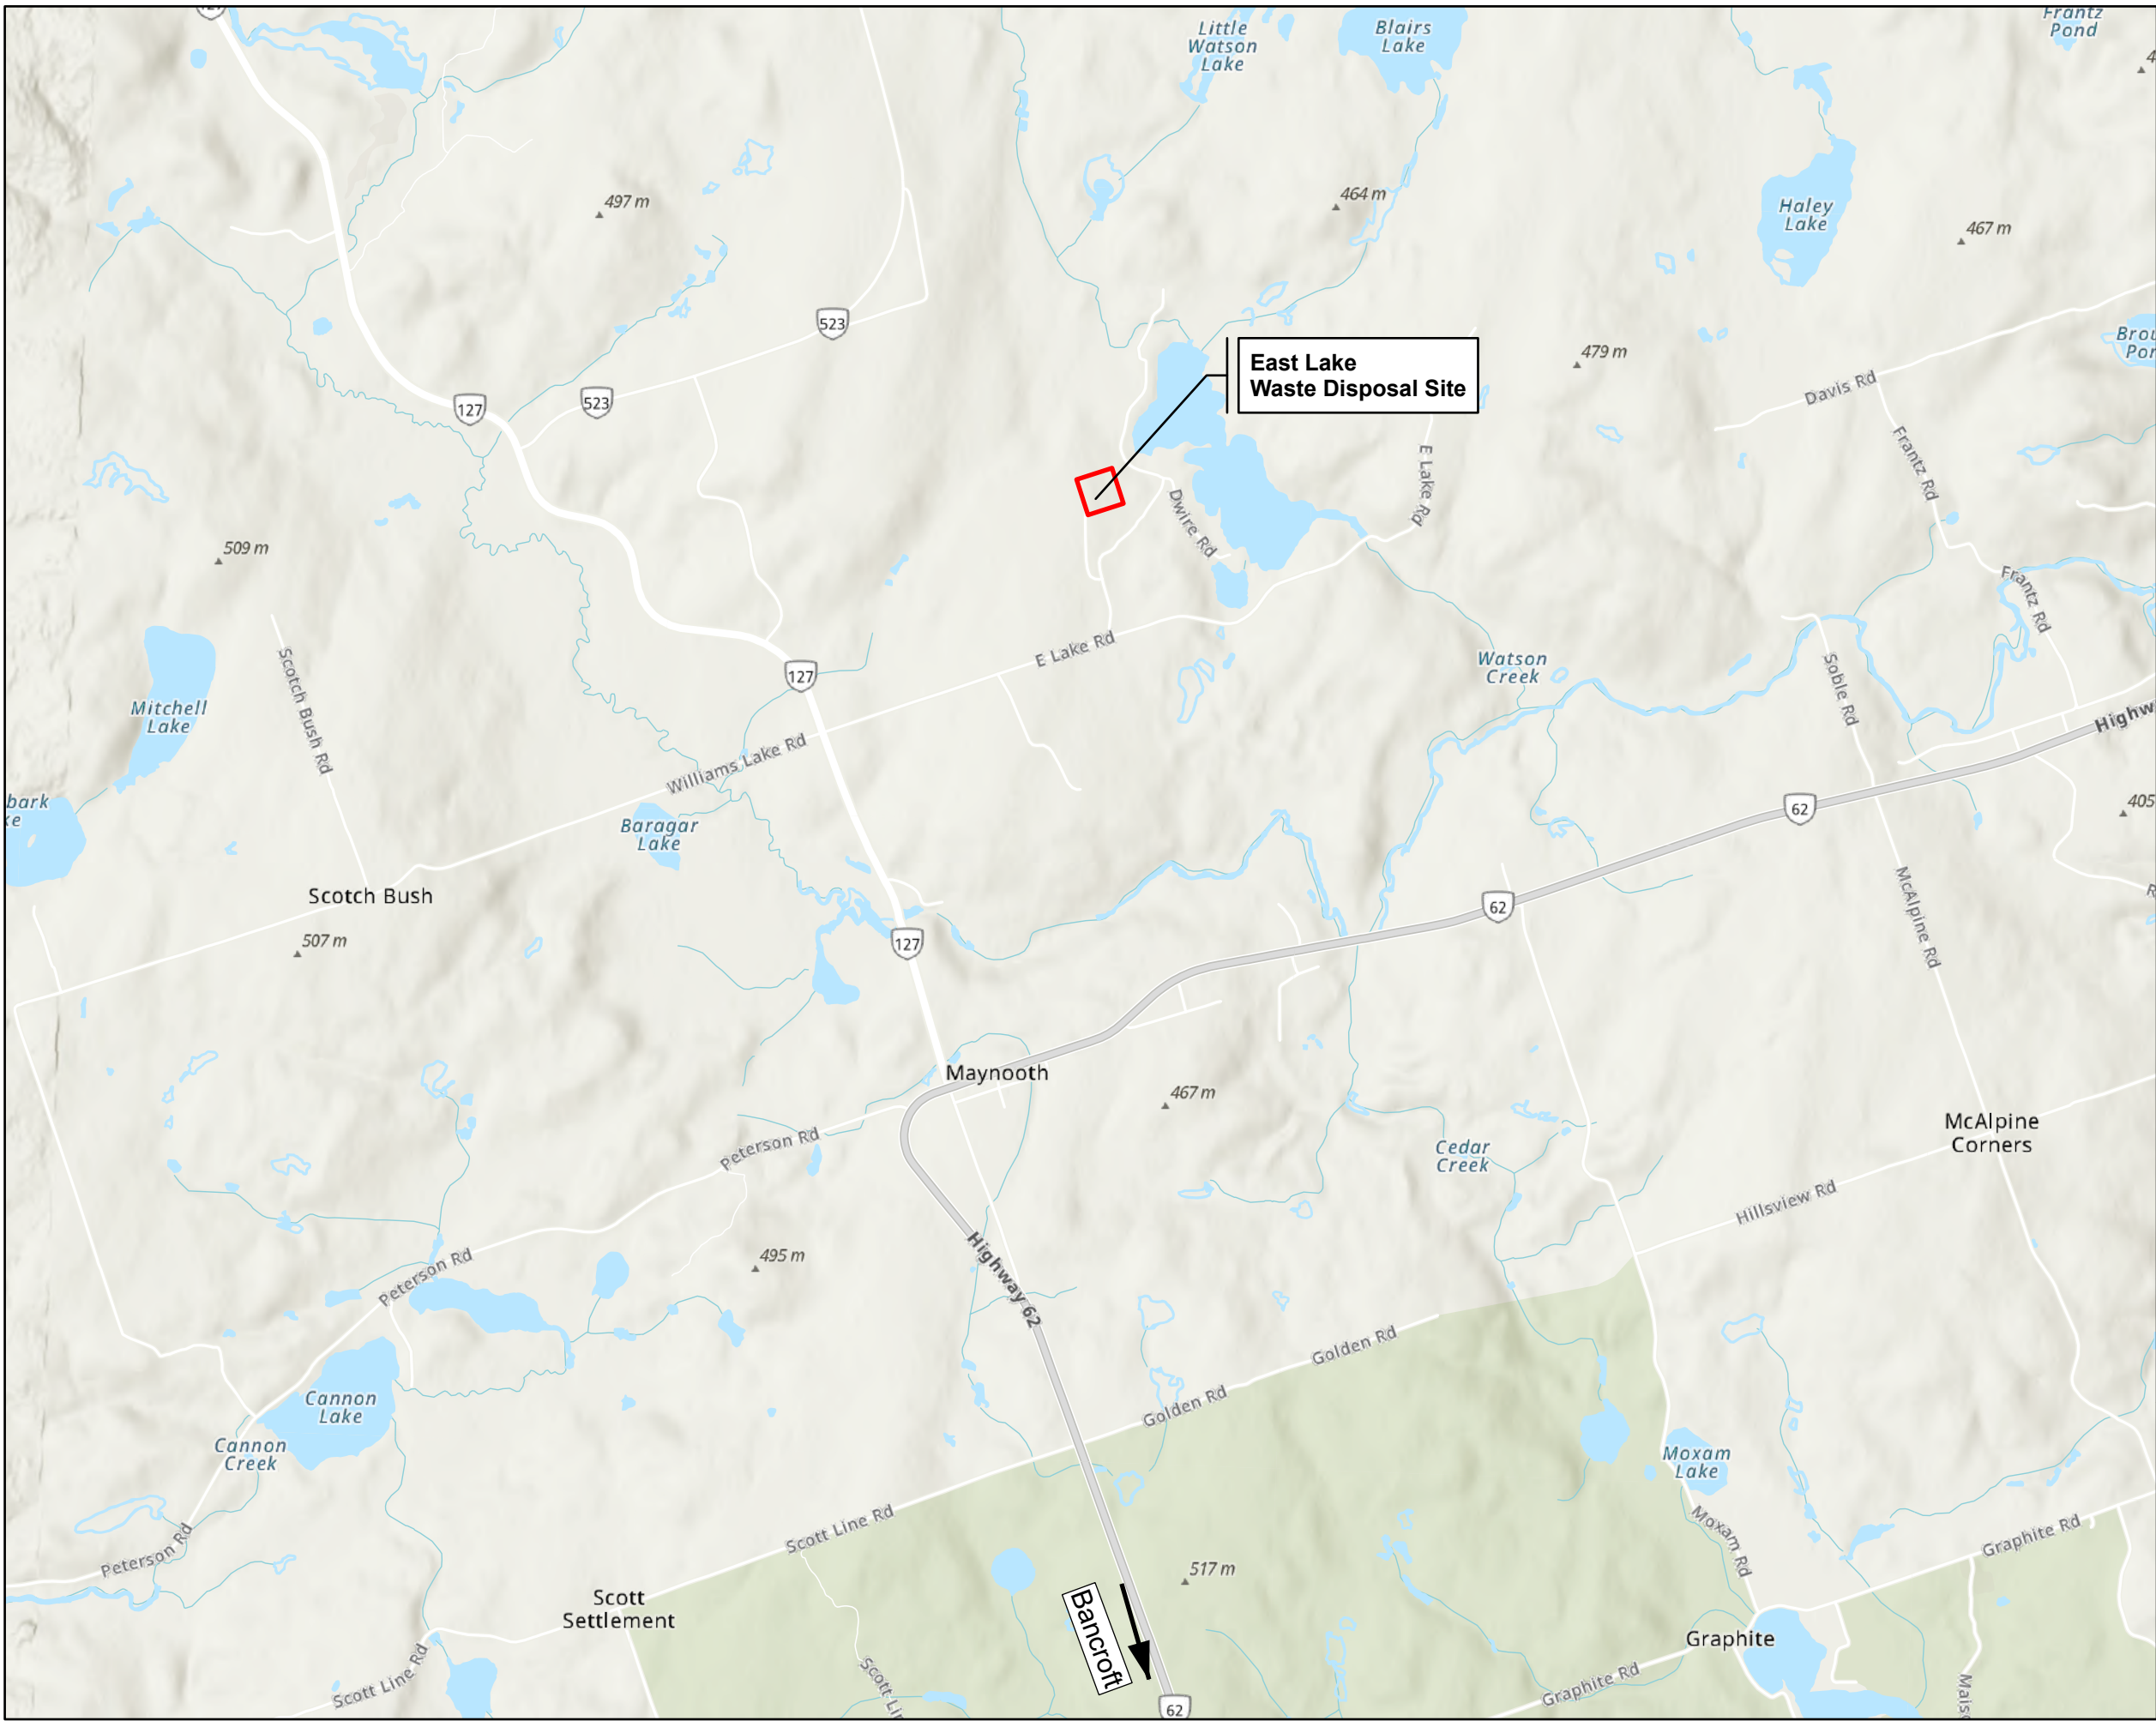 Little
Watson
Lake
Blairs
Lake
Frantz
Pond
497 m
464 m
Haley
Lake
467 m
523
East Lake
Waste Disposal Site
479 m
Davis Rd
523
127
Frantz Rd
E Lake Rd
Dwire Rd
509 m
Frantz Rd
E Lake Rd
Watson
Creek
Scotch Bush Rd
127
Soble Rd
Mitchell
Lake
Highw
Williams Lake Rd
bark
ke
Baragar
Lake
62
405
Scotch Bush
62
McAlpine Rd
507 m
127
Maynooth
467 m
McAlpine
Corners
Peterson Rd
Cedar
Creek
Hillsview Rd
495 m
Peterson Rd
Highway 62
Golden Rd
Golden Rd
Cannon
Lake
Cannon
Creek
Moxam
Lake
Scott Line Rd
Moxam Rd
Graphite Rd
Peterson Rd
517 m
Scott
Settlement
Bancroft
Graphite
Scott Line Rd
Graphite Rd
62